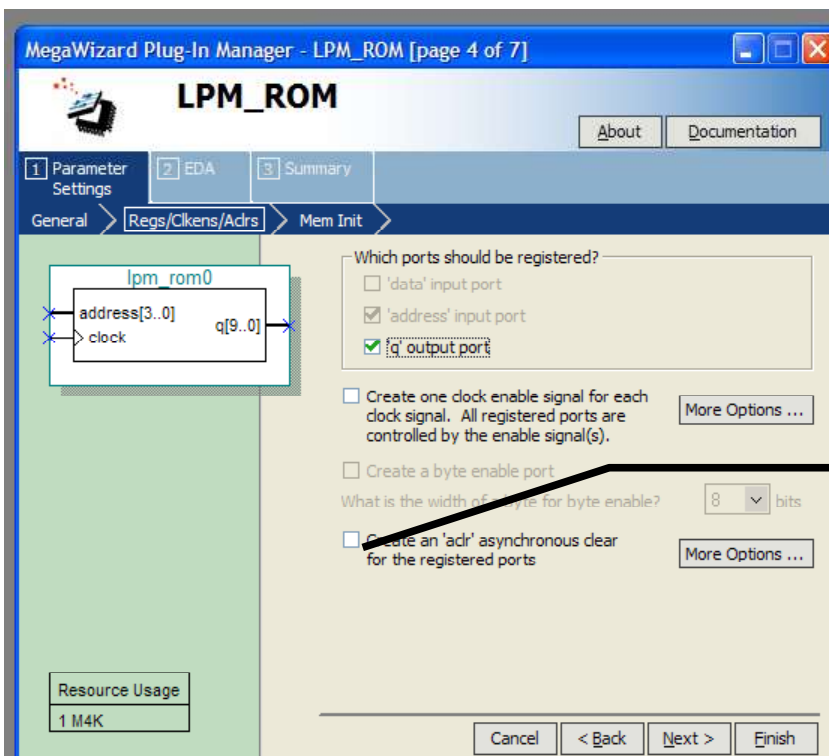 MegaWizard Plug-In Manager - LPM_ROM [page 4 of 7]
LPM_ROM
About
Documentation
1 Parameter Settings
2 EDA
3 Summary
General
Regs/Clkens/Aclrs
Mem Init
lpm_rom0
address[3..0]
q[9..0]
clock
Which ports should be registered?
'data' input port
'address' input port
'q' output port
Create one clock enable signal for each
clock signal. All registered ports are
controlled by the enable signal(s).
More Options ...
Create a byte enable port
What is the width of a byte for byte enable?
8
bits
Create an 'aclr' asynchronous clear
for the registered ports
More Options ...
Resource Usage
1 M4K
Cancel
< Back
Next >
Finish